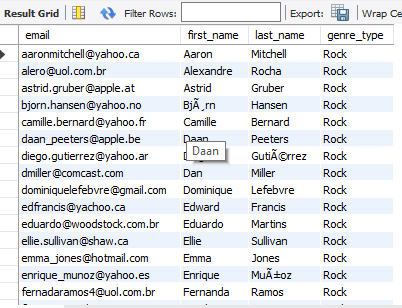 Result Grid Filter Rows: Export: Wrap Ce
email first_name last_name genre_type
aaronmitchell@yahoo.ca Aaron Mitchell Rock
alero@uol.com.br Alexandre Rocha Rock
astrid.gruber@apple.at Astrid Gruber Rock
bjorn.hansen@yahoo.no BjÃ¸rn Hansen Rock
camille.bernard@yahoo.fr Camille Bernard Rock
daan_peeters@apple.be Daan Peeters Rock
diego.gutierrez@yahoo.ar GutiÃ©rrez Rock
Daan
dmiller@comcast.com Dan Miller Rock
dominiquelefebvre@gmail.com Dominique Lefebvre Rock
edfrancis@yachoo.ca Edward Francis Rock
eduardo@woodstock.com.br Eduardo Martins Rock
ellie.sullivan@shaw.ca Ellie Sullivan Rock
emma_jones@hotmail.com Emma Jones Rock
enrique_munoz@yahoo.es Enrique MuÃ±oz Rock
fernadaramos4@uol.com.br Fernanda Ramos Rock